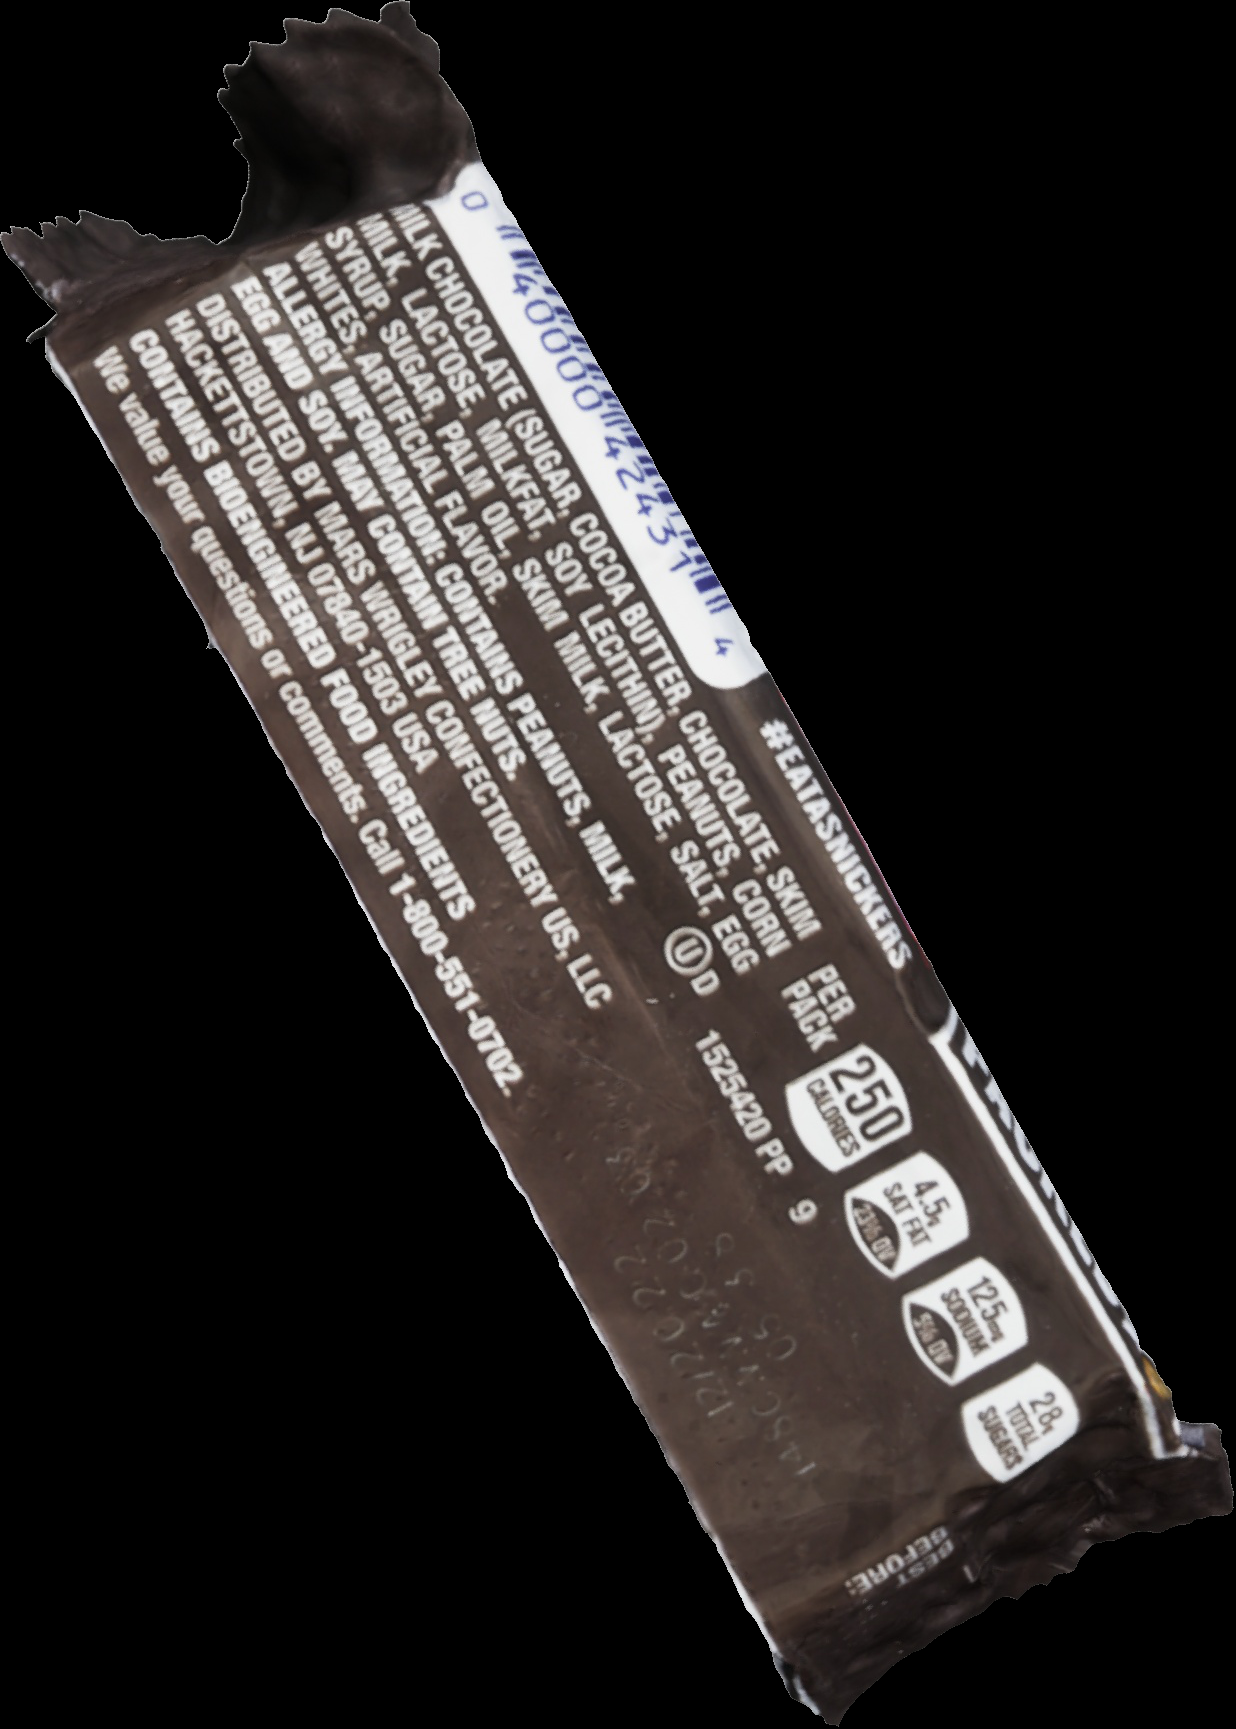 0 40000 42431 4
MILK CHOCOLATE (SUGAR, COCOA BUTTER, CHOCOLATE, SKIM
MILK, LACTOSE, MILKFAT, SOY LECITHIN), PEANUTS, CORN
SYRUP, SUGAR, PALM OIL, SKIM MILK, LACTOSE, SALT, EGG
WHITES, ARTIFICIAL FLAVOR.
ALLERGY INFORMATION: CONTAINS PEANUTS, MILK,
EGG AND SOY. MAY CONTAIN TREE NUTS.
DISTRIBUTED BY MARS WRIGLEY CONFECTIONERY US, LLC
HACKETTSTOWN, NJ 07840-1503 USA
CONTAINS BIOENGINEERED FOOD INGREDIENTS
We value your questions or comments. Call 1-800-551-0702.
#EATASNICKERS
U D
1525420 PP 9
PER
PACK
250
CALORIES
4.5g
SAT FAT
23% DV
125mg
SODIUM
5% DV
28g
TOTAL
SUGARS
BEST
BEFORE: